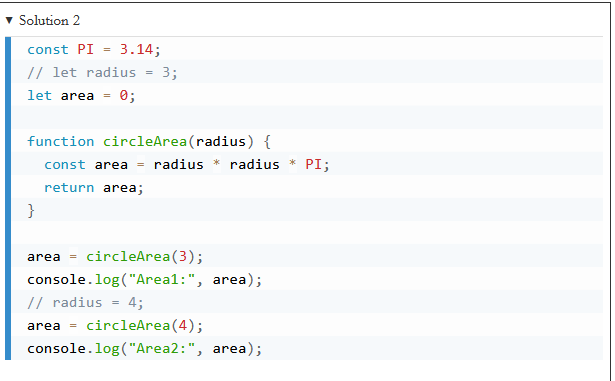 ▼ Solution 2
const PI = 3.14;
// let radius = 3;
let area = 0;

function circleArea(radius) {
  const area = radius * radius * PI;
  return area;
}

area = circleArea(3);
console.log("Area1:", area);
// radius = 4;
area = circleArea(4);
console.log("Area2:", area);